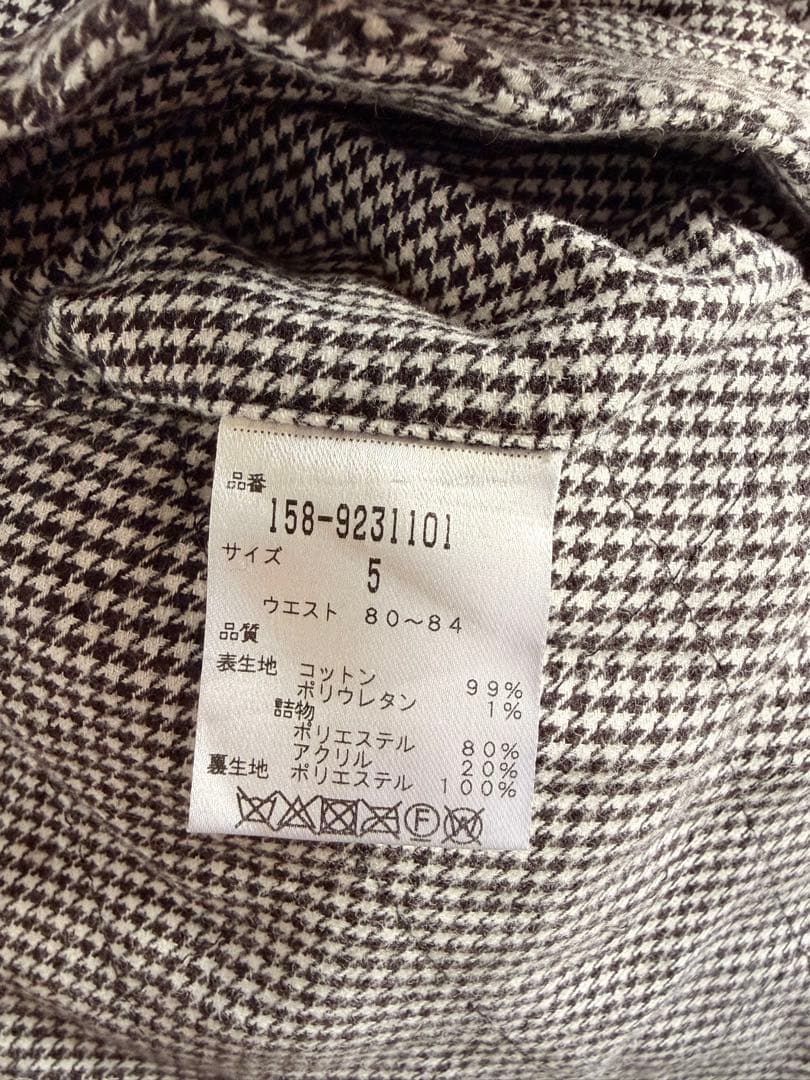 品番
158-9231101
サイズ 5
ウエスト 80～84
品質
表生地 コットン 99%
ポリウレタン 1%
詰物
ポリエステル 80%
アクリル 20%
裏生地 ポリエステル 100%
F W